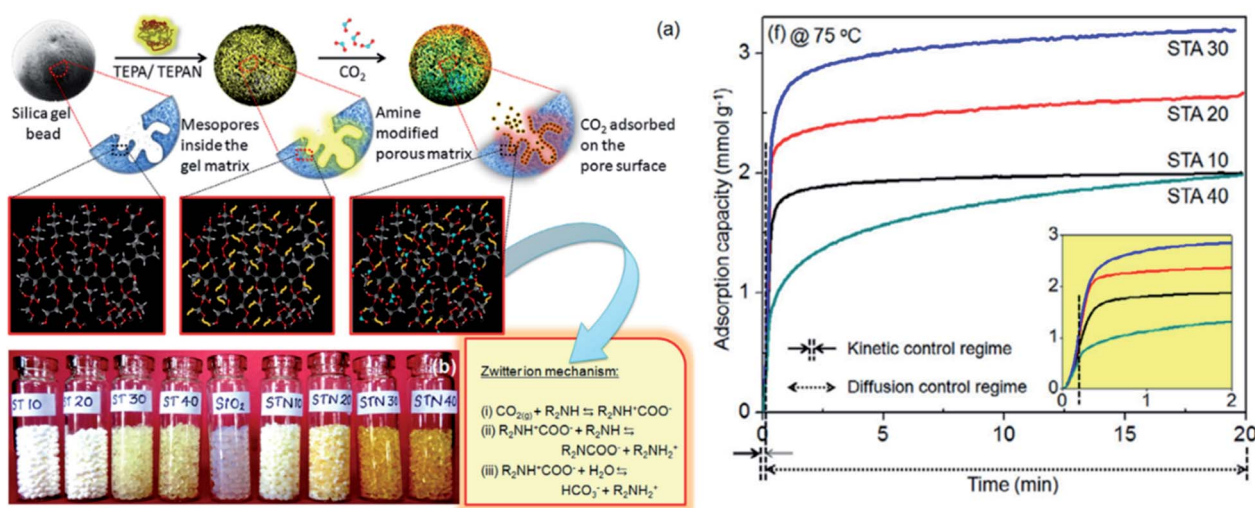 (a)
TEPA/ TEPAN
CO₂
Silica gel
bead
Mesopores
inside the
gel matrix
Amine
modified
porous matrix
CO₂ adsorbed
on the
pore surface
(b)
ST 10
ST 20
ST 30
ST 40
SiO₂
STN10
STN 20
STN30
STN 40
Zwitter ion mechanism:
(i) CO₂(g) + R₂NH ⇆ R₂NH⁺COO⁻
(ii) R₂NH⁺COO⁻ + R₂NH ⇆
R₂NCOO⁻ + R₂NH₂⁺
(iii) R₂NH⁺COO⁻ + H₂O ⇆
HCO₃⁻ + R₂NH₂⁺
(f) @ 75 ºC
STA 30
STA 20
STA 10
STA 40
Adsorption capacity (mmol g⁻¹)
3
2
1
0
Kinetic control regime
Diffusion control regime
3
2
1
0
0
1
2
0
5
10
15
20
Time (min)